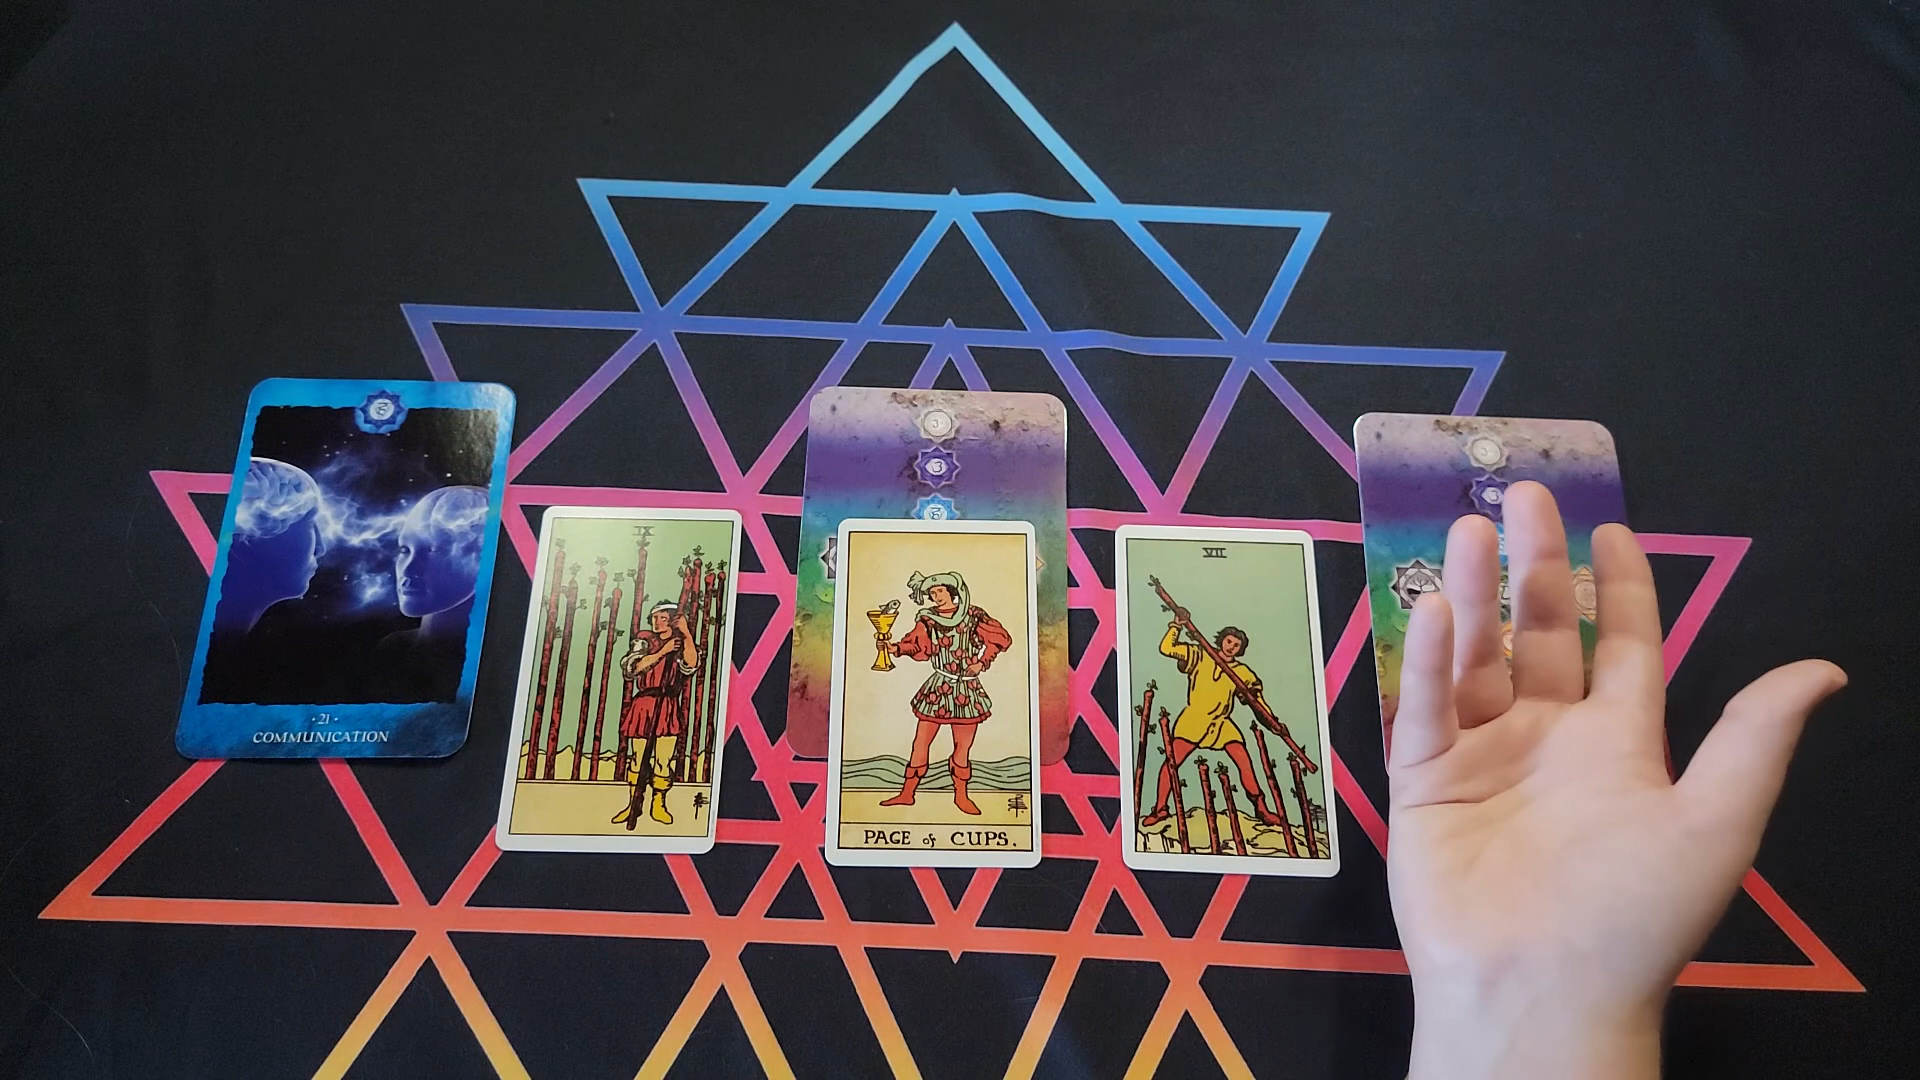 · 21 ·
COMMUNICATION
IX
PAGE of CUPS.
VII